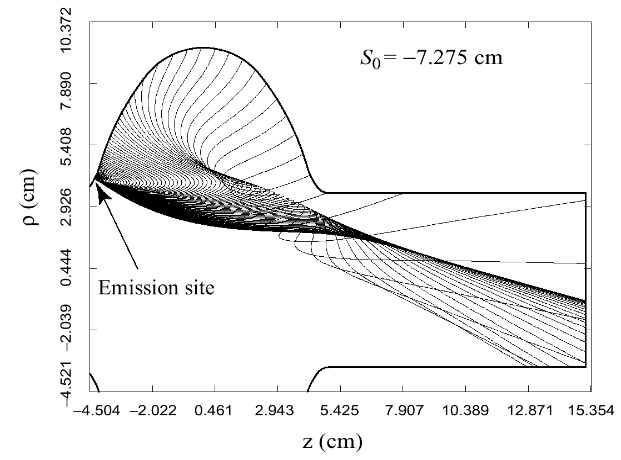 10.372
7.890
5.408
2.926
0.444
−2.039
−4.521
ρ (cm)
S0 = −7.275 cm
Emission site
−4.504 −2.022 0.461 2.943 5.425 7.907 10.389 12.871 15.354
z (cm)